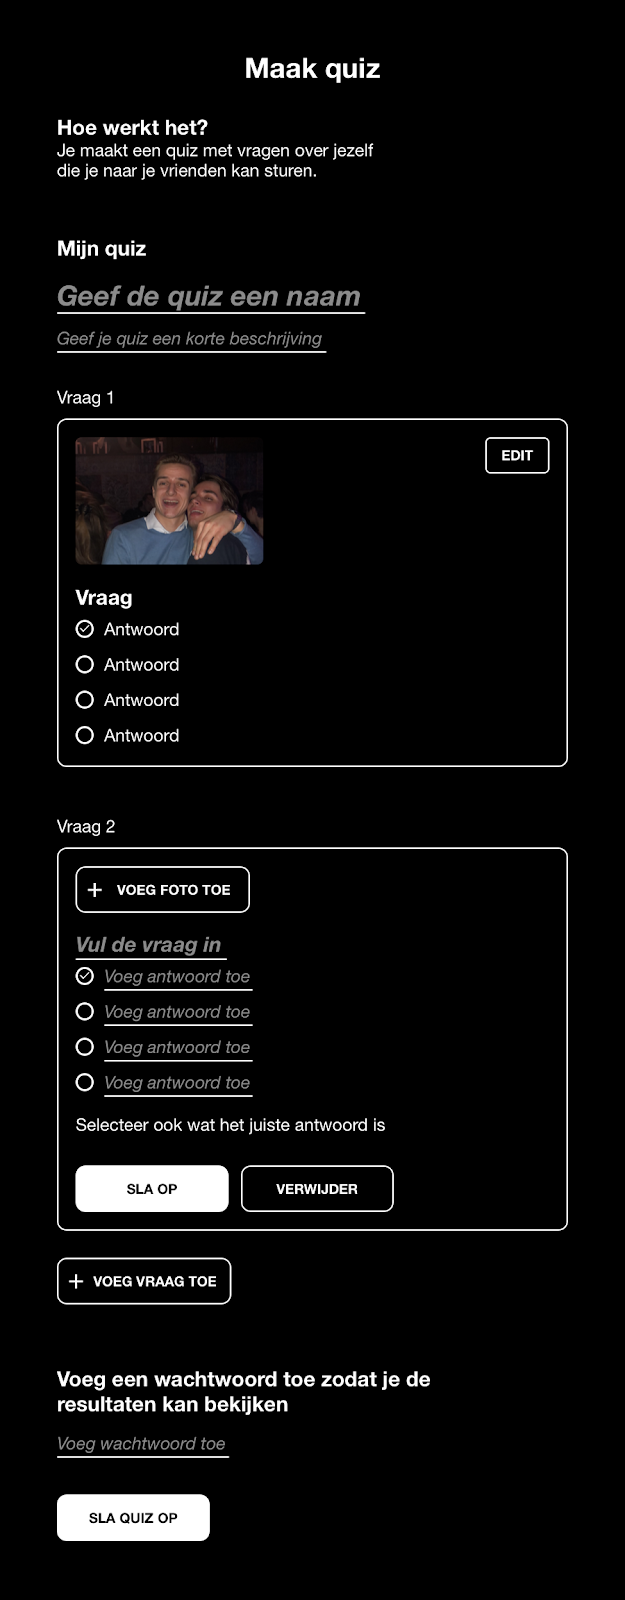 Maak quiz
Hoe werkt het?
Je maakt een quiz met vragen over jezelf
die je naar je vrienden kan sturen.
Mijn quiz
Geef de quiz een naam
Geef je quiz een korte beschrijving
Vraag 1
EDIT
Vraag
Antwoord
Antwoord
Antwoord
Antwoord
Vraag 2
+ VOEG FOTO TOE
Vul de vraag in
Voeg antwoord toe
Voeg antwoord toe
Voeg antwoord toe
Voeg antwoord toe
Selecteer ook wat het juiste antwoord is
SLA OP VERWIJDER
+ VOEG VRAAG TOE
Voeg een wachtwoord toe zodat je de
resultaten kan bekijken
Voeg wachtwoord toe
SLA QUIZ OP